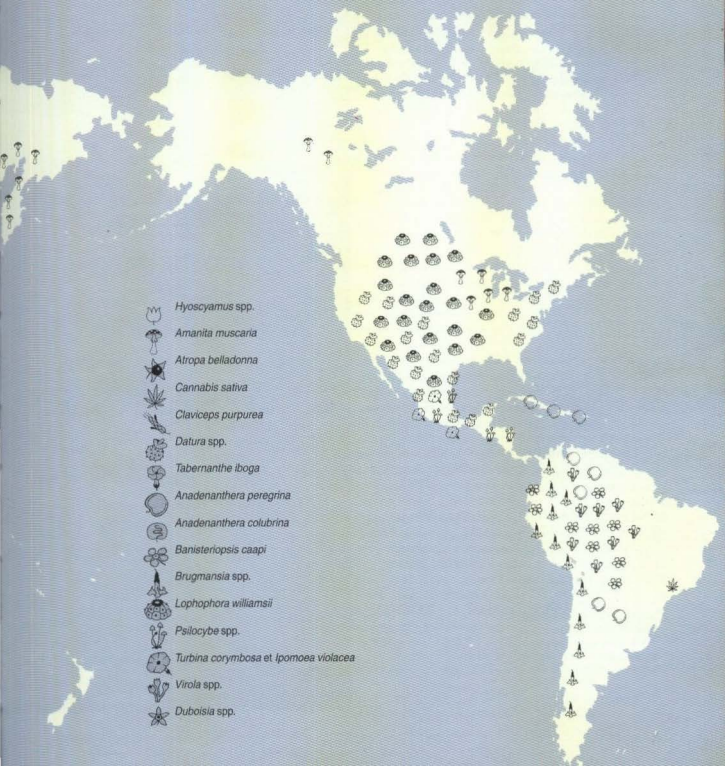 Hyoscyamus spp.
Amanita muscaria
Atropa belladonna
Cannabis sativa
Claviceps purpurea
Datura spp.
Tabernanthe iboga
Anadenanthera peregrina
Anadenanthera colubrina
Banisteriopsis caapi
Brugmansia spp.
Lophophora williamsii
Psilocybe spp.
Turbina corymbosa et Ipomoea violacea
Virola spp.
Duboisia spp.